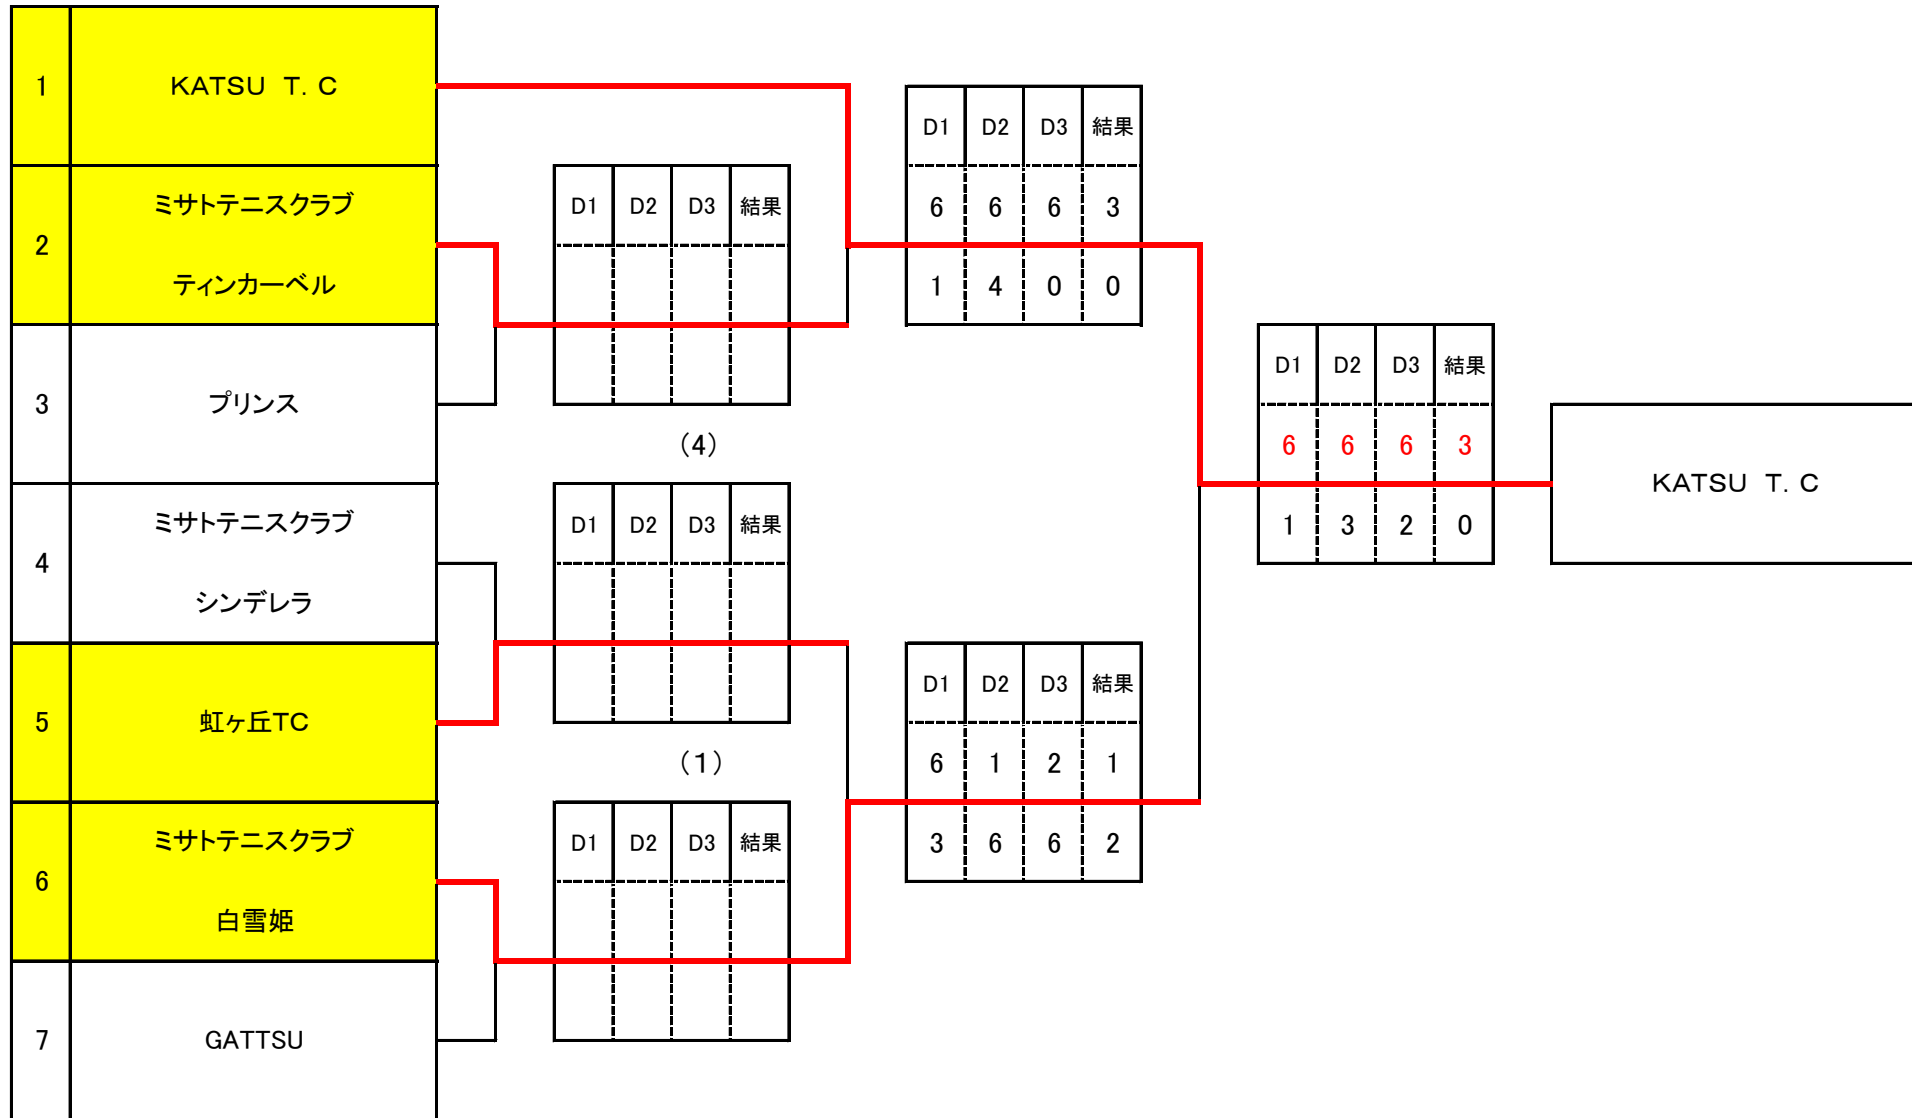 1 KATSU T. C
2 ミサトテニスクラブ
ティンカーベル
3 プリンス
4 ミサトテニスクラブ
シンデレラ
5 虹ヶ丘TC
6 ミサトテニスクラブ
白雪姫
7 GATTSU
D1 D2 D3 結果
(4)
D1 D2 D3 結果
(1)
D1 D2 D3 結果
D1 D2 D3 結果
6 6 6 3
1 4 0 0
D1 D2 D3 結果
6 1 2 1
3 6 6 2
D1 D2 D3 結果
6 6 6 3
1 3 2 0
KATSU T. C